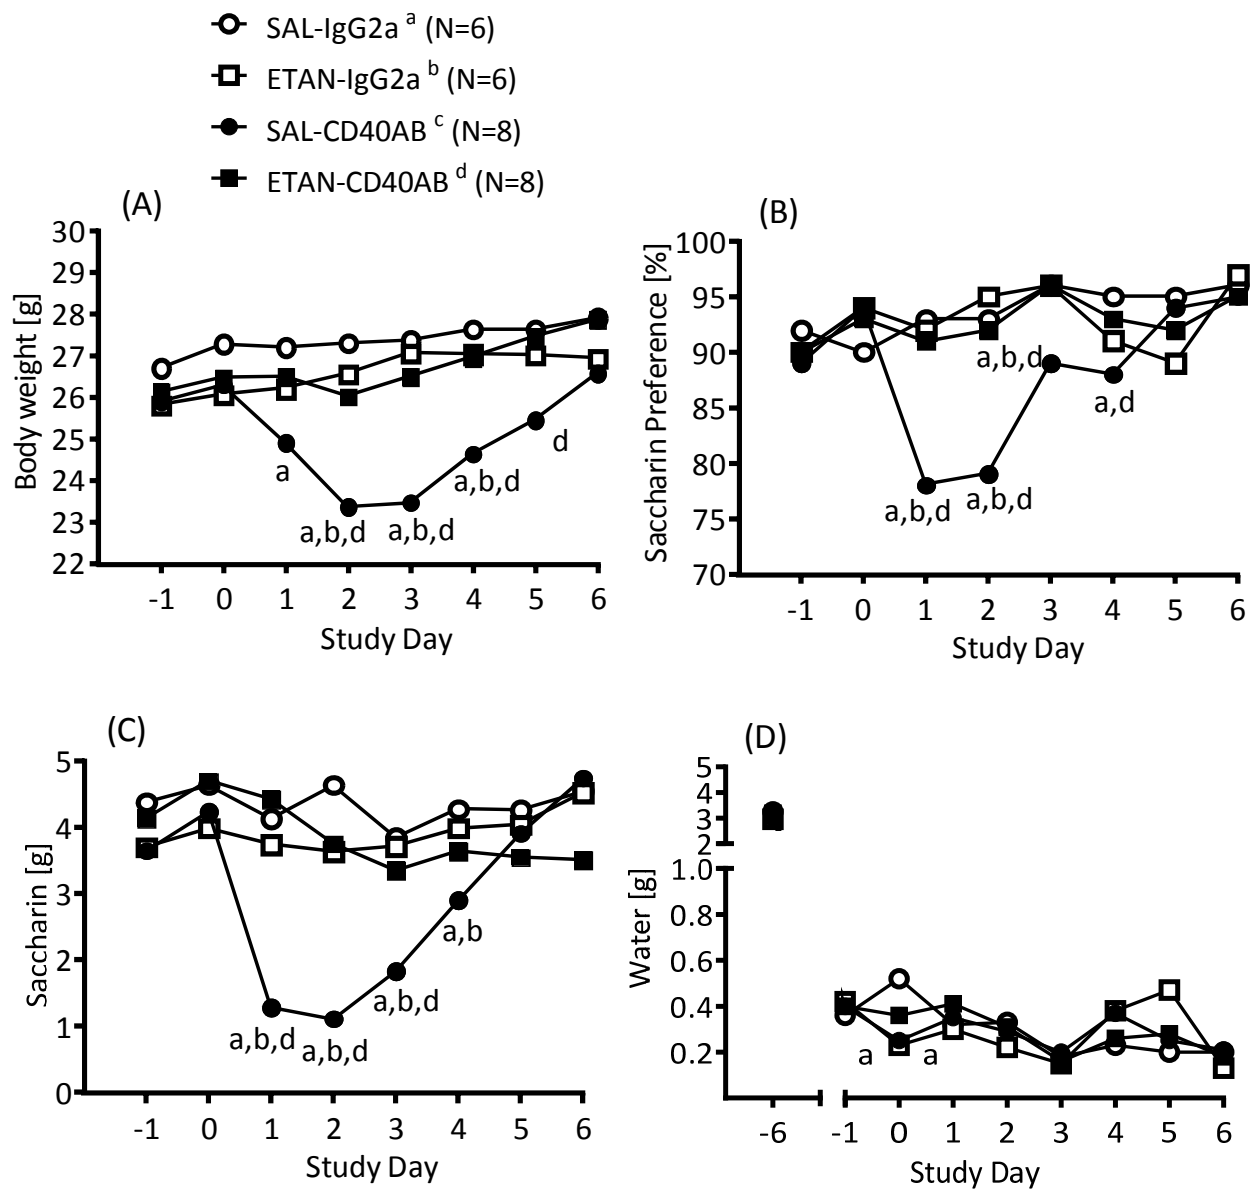 SAL-IgG2a a (N=6)
ETAN-IgG2a b (N=6)
SAL-CD40AB c (N=8)
ETAN-CD40AB d (N=8)
(A)
Body weight [g]
30
29
28
27
26
25
24
23
22
a
a,b,d
a,b,d
a,b,d
d
-1 0 1 2 3 4 5 6
Study Day
(B)
Saccharin Preference [%]
100
95
90
85
80
75
70
a,b,d
a,b,d
a,b,d
a,d
-1 0 1 2 3 4 5 6
Study Day
(C)
Saccharin [g]
5
4
3
2
1
0
a,b,d
a,b,d
a,b,d
a,b
-1 0 1 2 3 4 5 6
Study Day
(D)
Water [g]
5
4
3
2
1.0
0.8
0.6
0.4
0.2
a a
-6 -1 0 1 2 3 4 5 6
Study Day